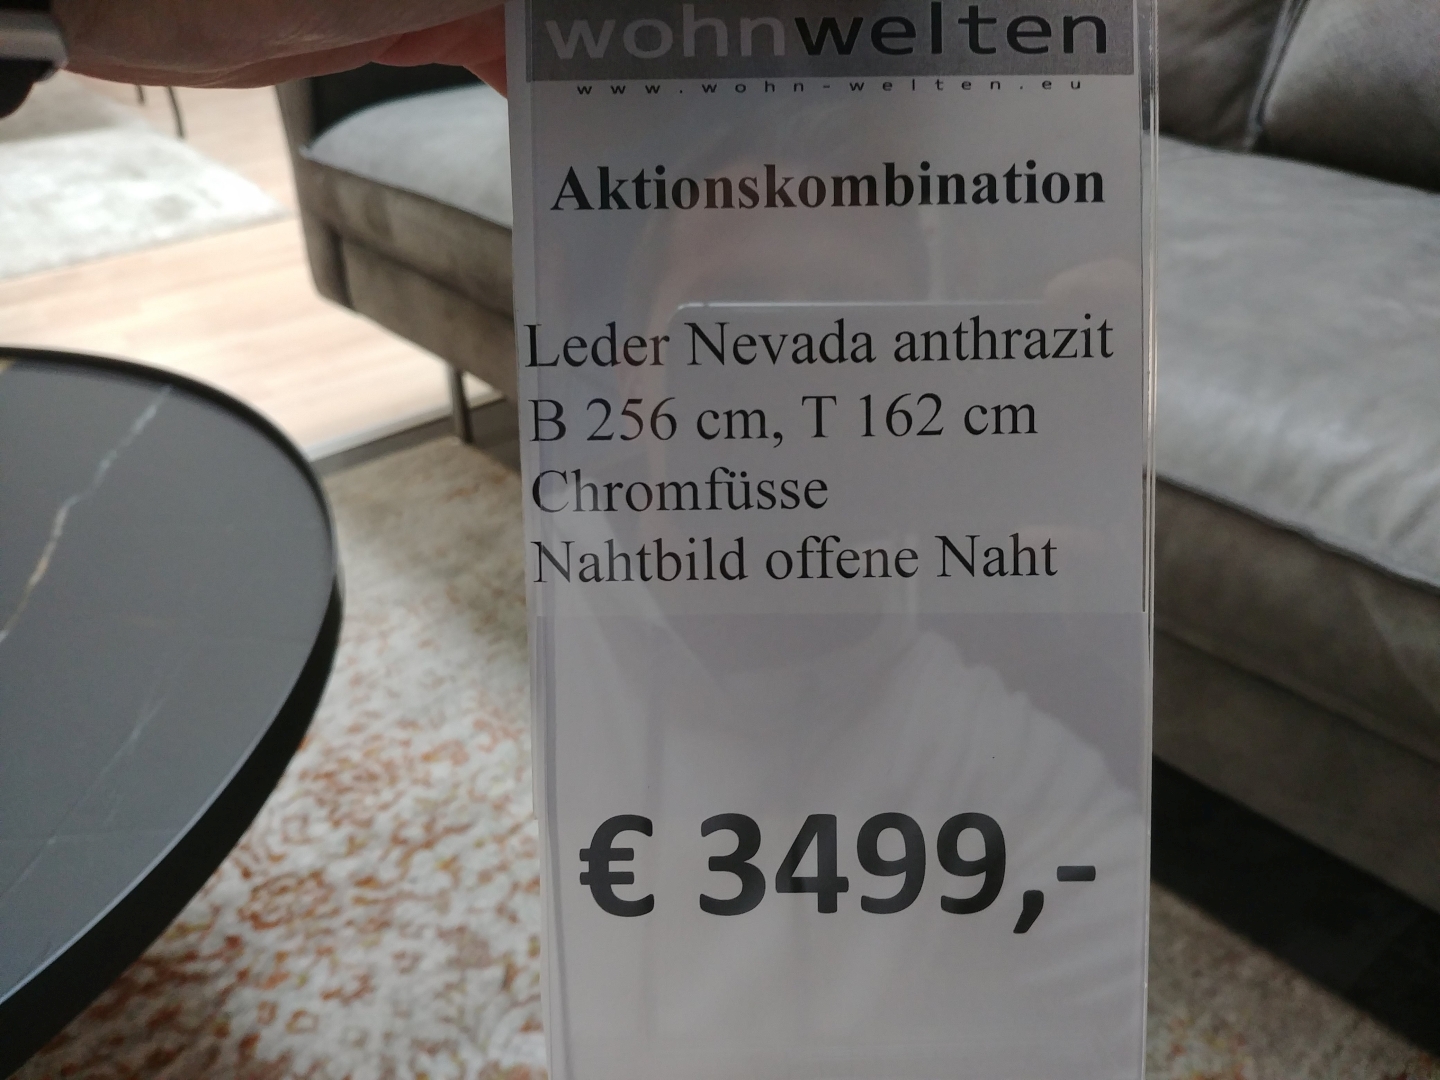 wohnwelten
www.wohn-welten.eu
Aktionskombination
Leder Nevada anthrazit
B 256 cm, T 162 cm
Chromfüsse
Nahtbild offene Naht
€ 3499,-